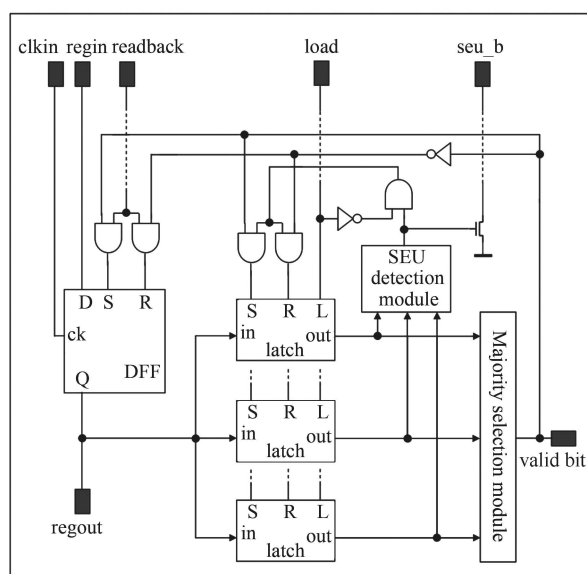 clkin regin readback load seu_b
SEU
detection
module
D S R
ck
DFF
Q
S R L
in out
latch
S R L
in out
latch
S R L
in out
latch
Majority selection module
valid bit
regout